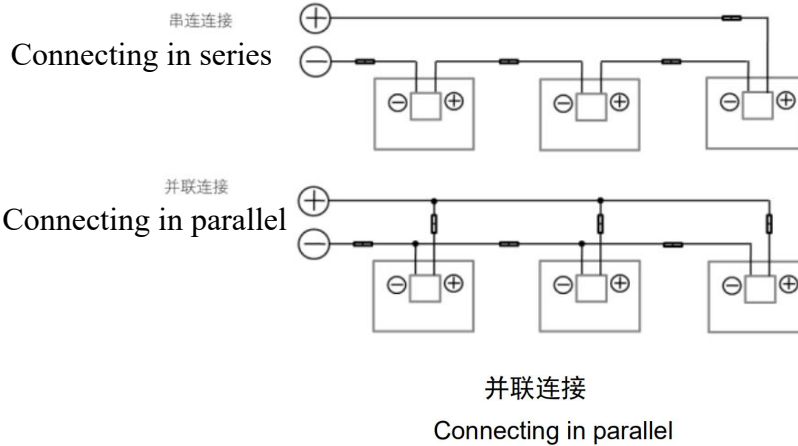 串连连接
Connecting in series
并联连接
Connecting in parallel
并联连接
Connecting in parallel